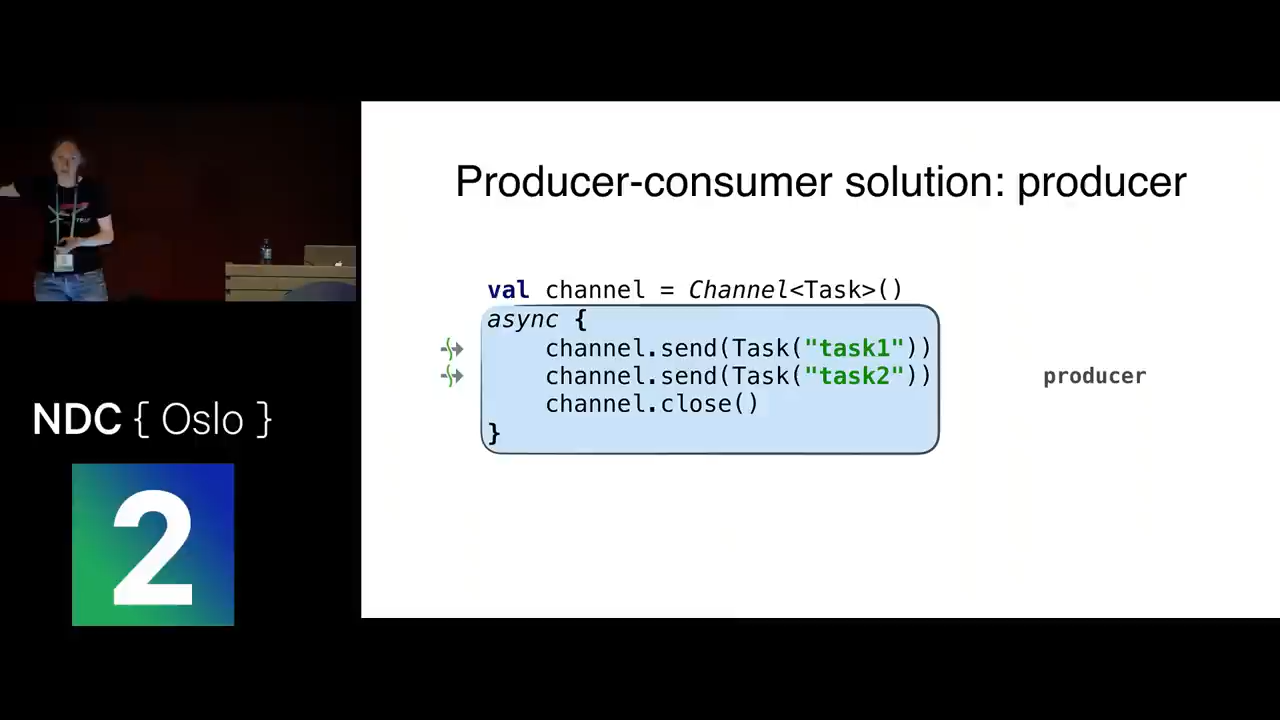 Producer-consumer solution: producer
val channel = Channel<Task>()
async {
channel.send(Task("task1"))
channel.send(Task("task2"))
channel.close()
}
producer
NDC { Oslo }
2